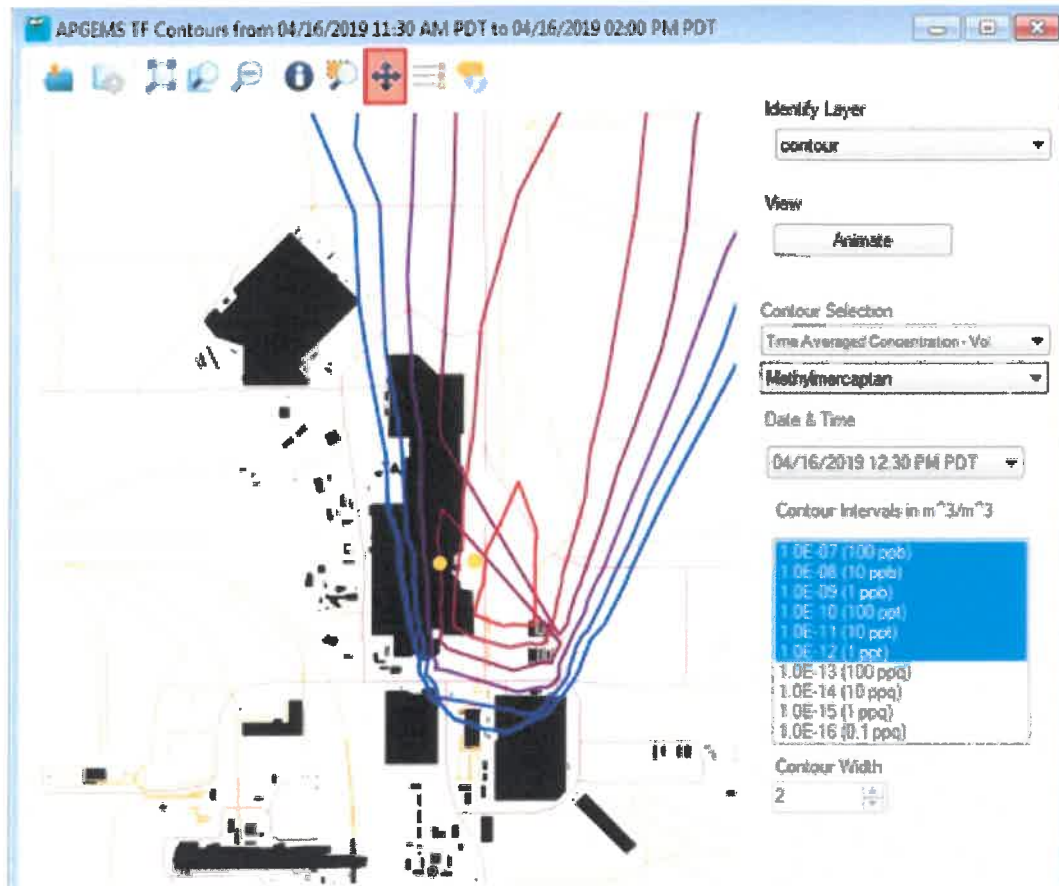 APGEMS TF Contours from 04/16/2019 11:30 AM PDT to 04/16/2019 02:00 PM PDT
Identify Layer
contour
View
Animate
Contour Selection
Time Averaged Concentration - Vol
Methylmercaptan
Date & Time
04/16/2019 12:30 PM PDT
Contour Intervals in m^3/m^3
1.0E-07 (100 ppb)
1.0E-08 (10 ppb)
1.0E-09 (1 ppb)
1.0E-10 (100 ppt)
1.0E-11 (10 ppt)
1.0E-12 (1 ppt)
1.0E-13 (100 ppq)
1.0E-14 (10 ppq)
1.0E-15 (1 ppq)
1.0E-16 (0.1 ppq)
Contour Width
2